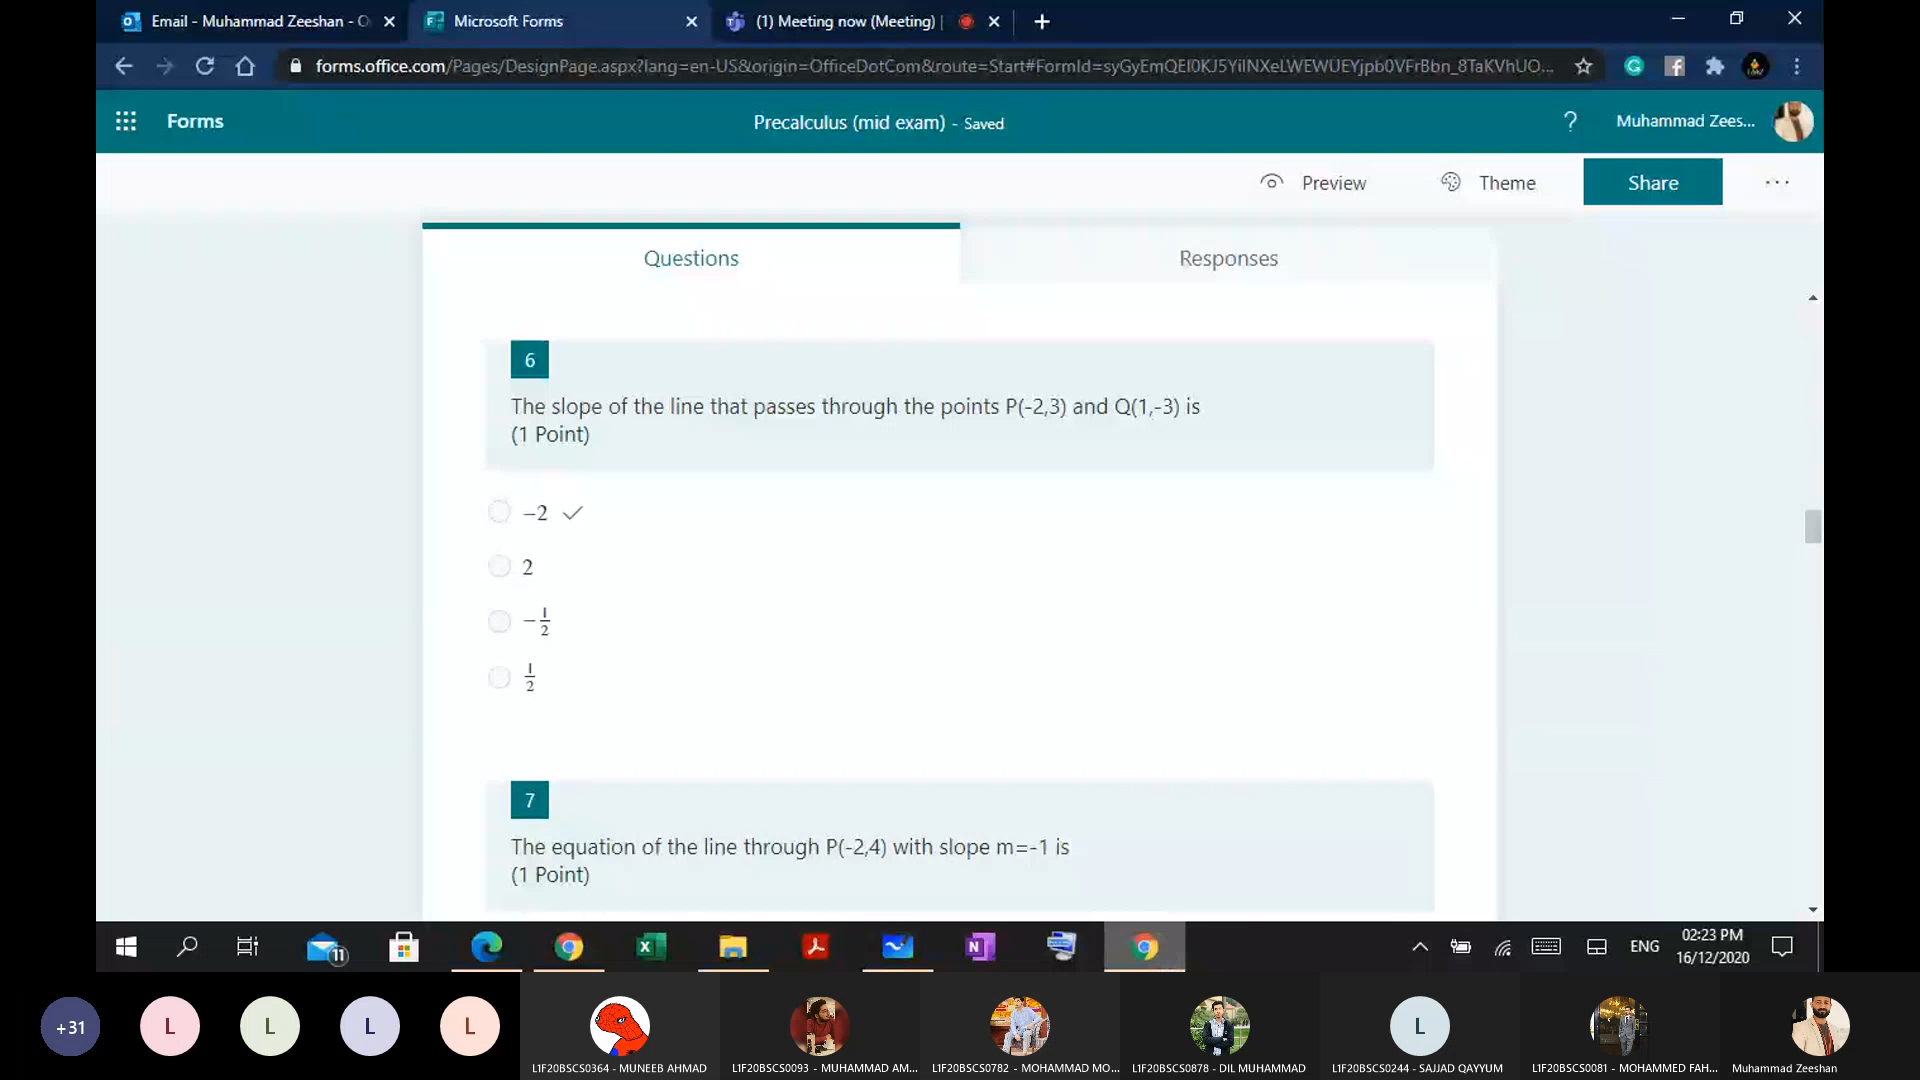 Email - Muhammad Zeeshan - O
Microsoft Forms
(1) Meeting now (Meeting) |
forms.office.com/Pages/DesignPage.aspx?lang=en-US&origin=OfficeDotCom&route=Start#FormId=syGyEmQEI0KJ5YiINXeLWEWUEYjpb0VFrBbn_8TaKVhUO...
Forms
Precalculus (mid exam) - Saved
?
Muhammad Zees...
Preview
Theme
Share
...
Questions
Responses
6
The slope of the line that passes through the points P(-2,3) and Q(1,-3) is
(1 Point)
−2
2
−1/2
1/2
7
The equation of the line through P(-2,4) with slope m=-1 is
(1 Point)
11
ENG
02:23 PM
16/12/2020
+31
L
L
L
L
L
L1F20BSCS0364 - MUNEEB AHMAD
L1F20BSCS0093 - MUHAMMAD AM...
L1F20BSCS0782 - MOHAMMAD MO...
L1F20BSCS0878 - DIL MUHAMMAD
L1F20BSCS0244 - SAJJAD QAYYUM
L1F20BSCS0081 - MOHAMMED FAH...
Muhammad Zeeshan